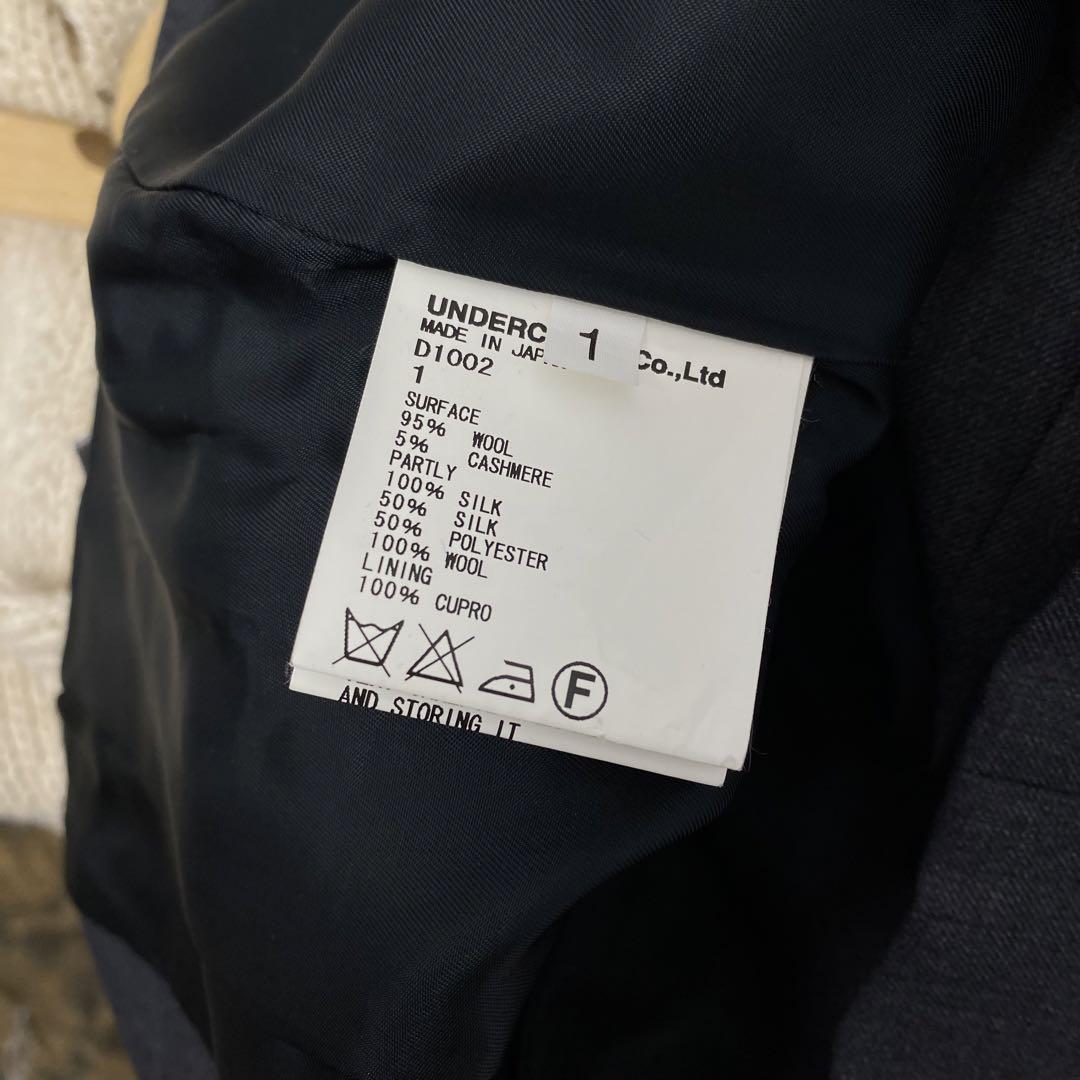 UNDERC Co.,Ltd
1
MADE IN JAP
D1002
1
SURFACE
95% WOOL
5% CASHMERE
PARTLY
100% SILK
50% SILK
50% POLYESTER
100% WOOL
LINING
100% CUPRO
F
AND STORING IT